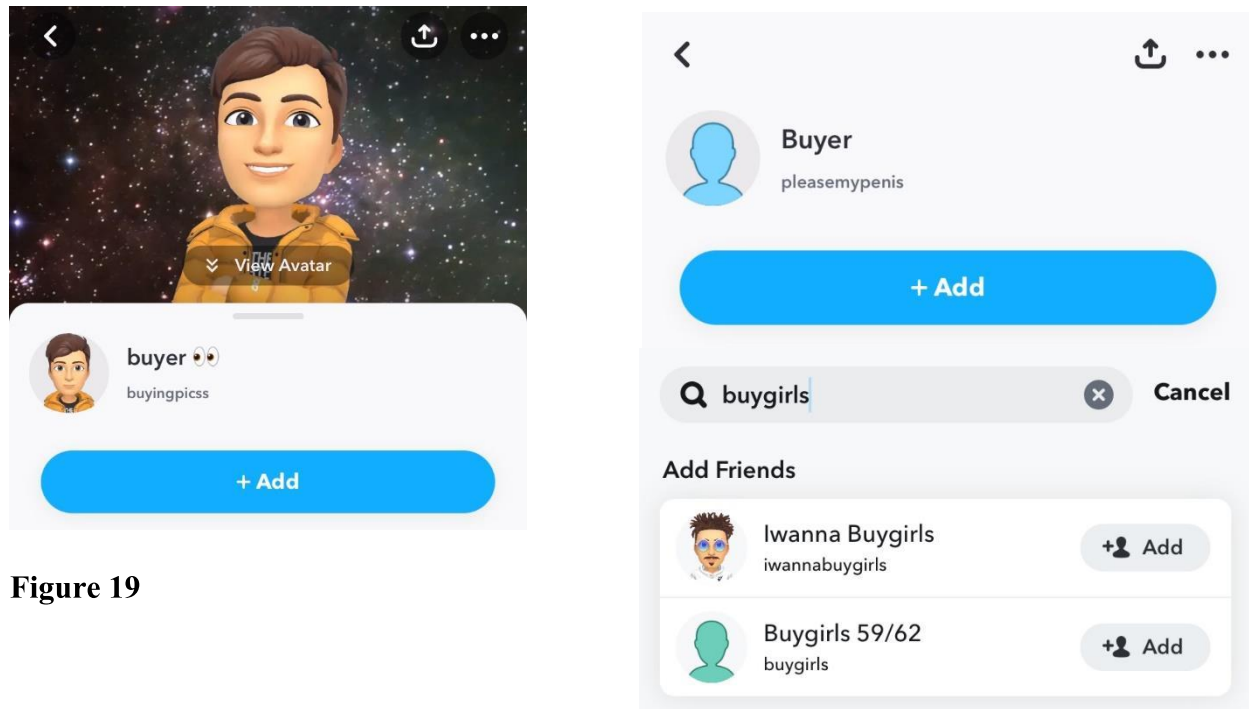 View Avatar
buyer 👀
buyingpicss
+ Add
Figure 19
Buyer
pleasemypenis
+ Add
buygirls
Cancel
Add Friends
Iwanna Buygirls
iwannabuygirls
Add
Buygirls 59/62
buygirls
Add